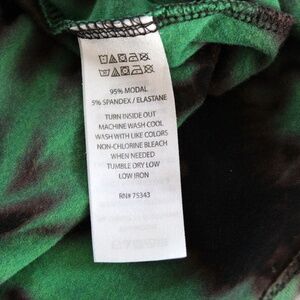 95% MODAL
5% SPANDEX / ELASTANE
TURN INSIDE OUT
MACHINE WASH COOL
WASH WITH LIKE COLORS
NON-CHLORINE BLEACH
WHEN NEEDED
TUMBLE DRY LOW
LOW IRON
RN# 75343